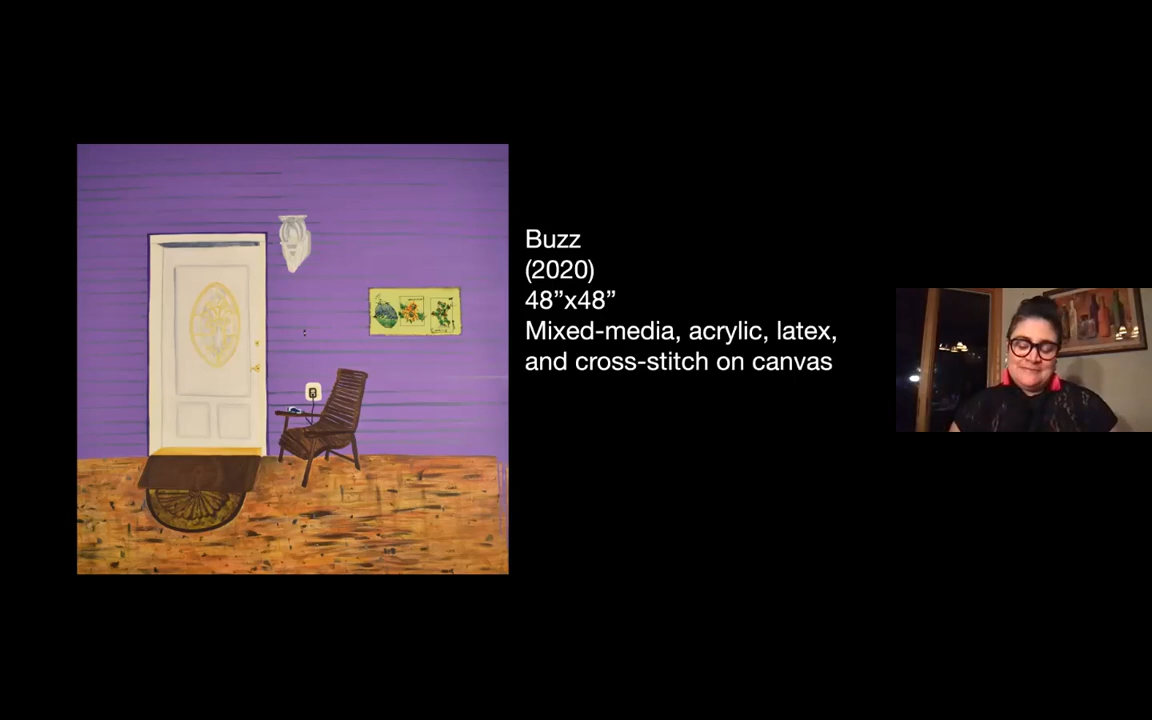 Buzz
(2020)
48”x48”
Mixed-media, acrylic, latex,
and cross-stitch on canvas